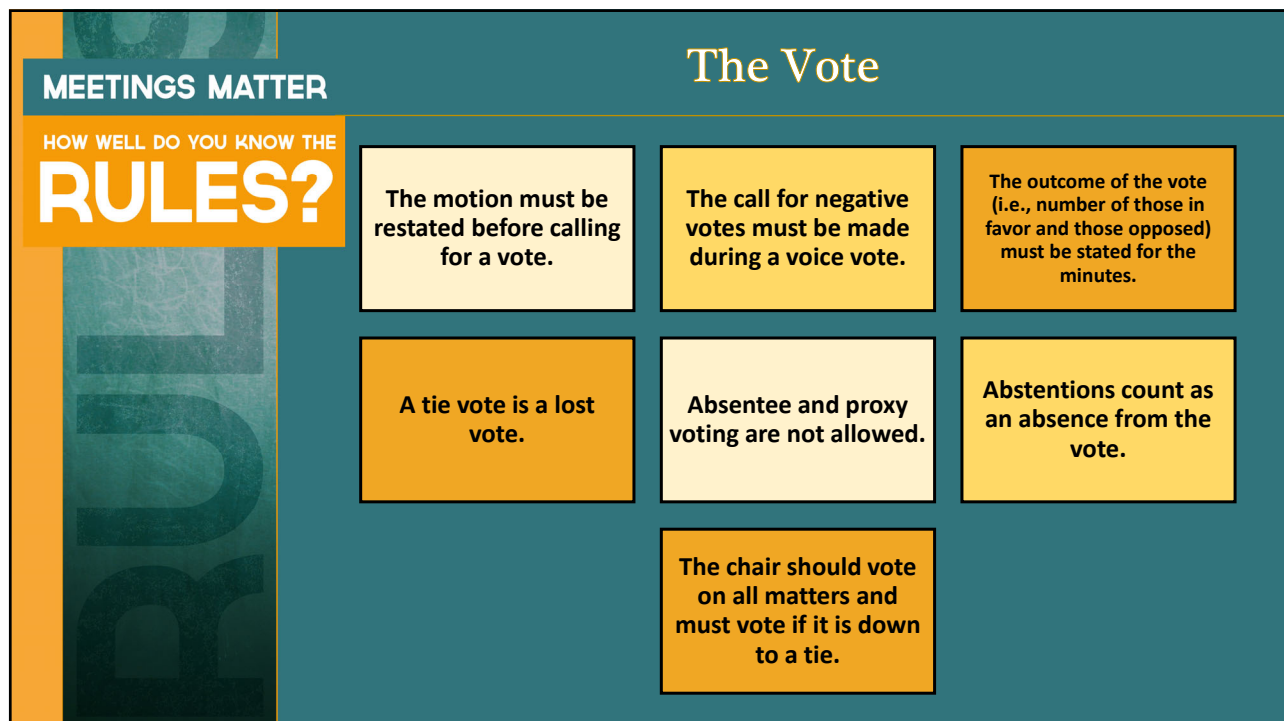 The Vote
MEETINGS MATTER
HOW WELL DO YOU KNOW THE
RULES?
RULES
The motion must be
restated before calling
for a vote.
The call for negative
votes must be made
during a voice vote.
The outcome of the vote
(i.e., number of those in
favor and those opposed)
must be stated for the
minutes.
A tie vote is a lost
vote.
Absentee and proxy
voting are not allowed.
Abstentions count as
an absence from the
vote.
The chair should vote
on all matters and
must vote if it is down
to a tie.